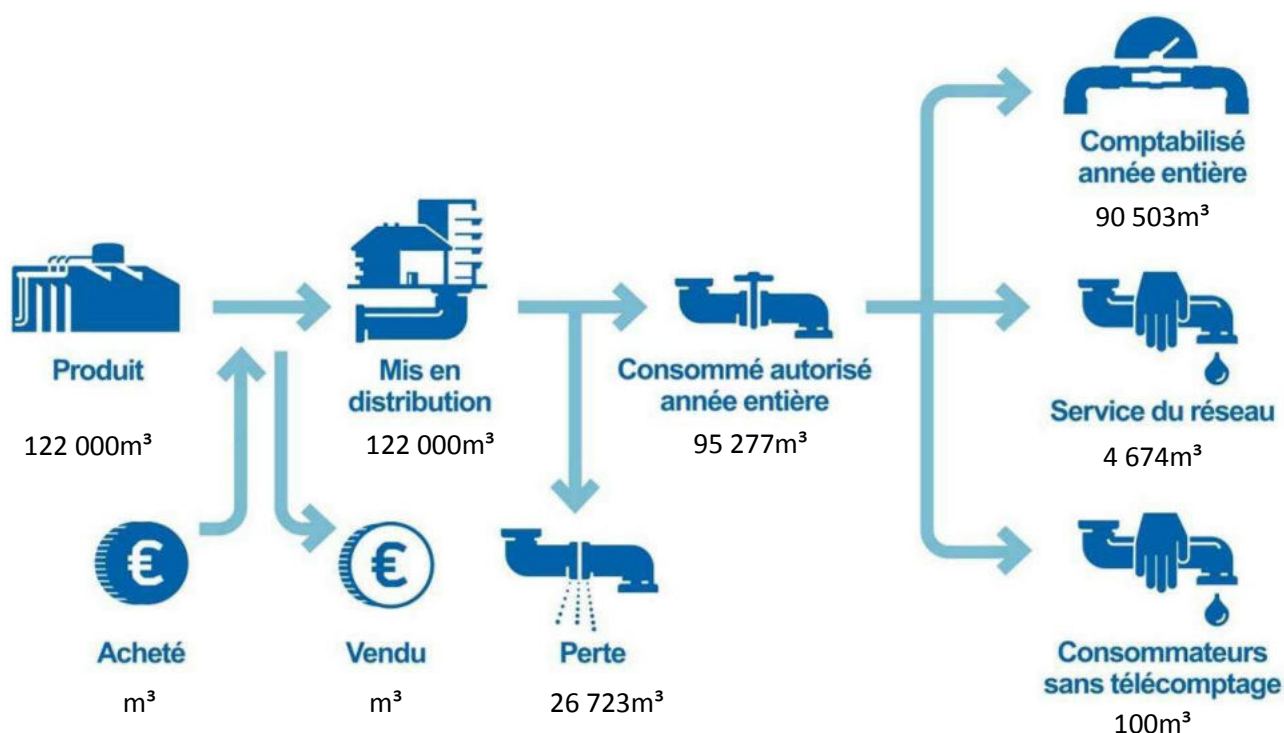 Comptabilisé
année entière
90 503m³
Produit
122 000m³
Mis en
distribution
122 000m³
Consommé autorisé
année entière
95 277m³
Service du réseau
4 674m³
€
Acheté
m³
€
Vendu
m³
Perte
26 723m³
Consommateurs
sans télécomptage
100m³